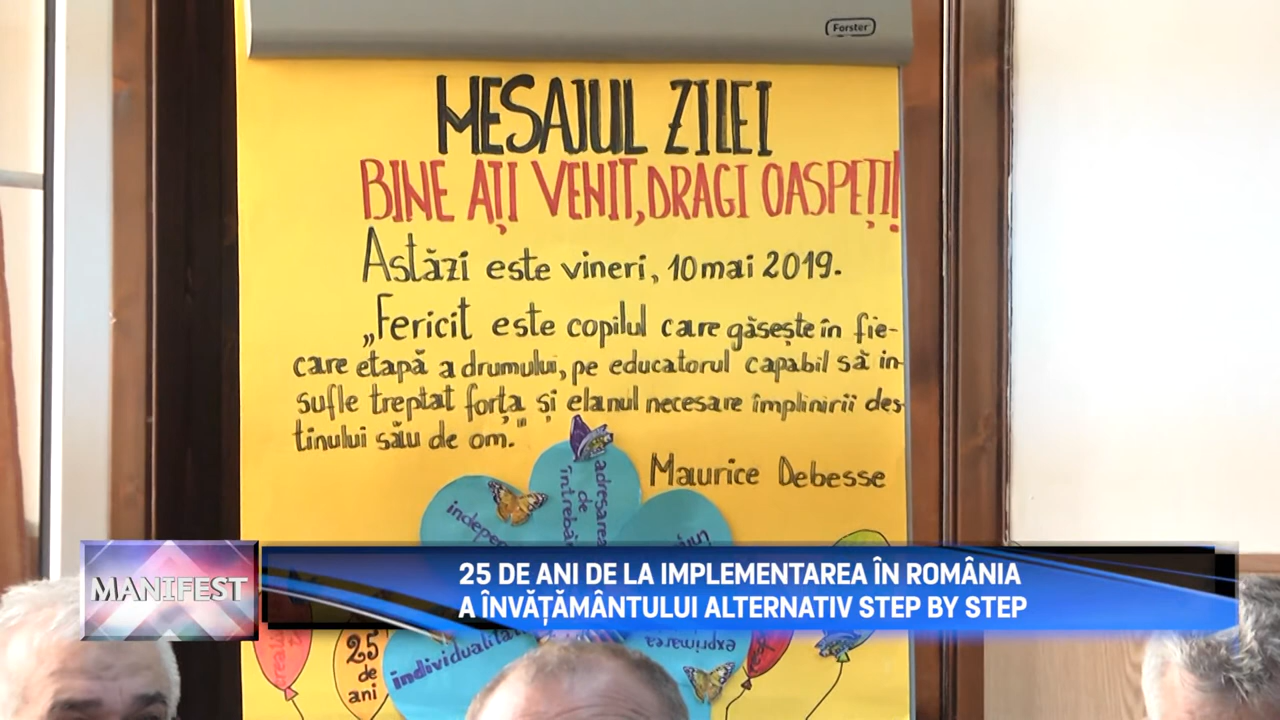 Forster
MESAJUL ZILEI
BINE AȚI VENIT, DRAGI OASPEȚI!
Astăzi este vineri, 10 mai 2019.
„Fericit este copilul care găsește în fie-
care etapă a drumului, pe educatorul capabil să in-
sufle treptat forța și elanul necesare împlinirii des-
tinului său de om."
Maurice Debesse
adresarea
de
MANIFEST
25 DE ANI DE LA IMPLEMENTAREA ÎN ROMÂNIA
A ÎNVĂȚĂMÂNTULUI ALTERNATIV STEP BY STEP
25
de
ani
exprimarea